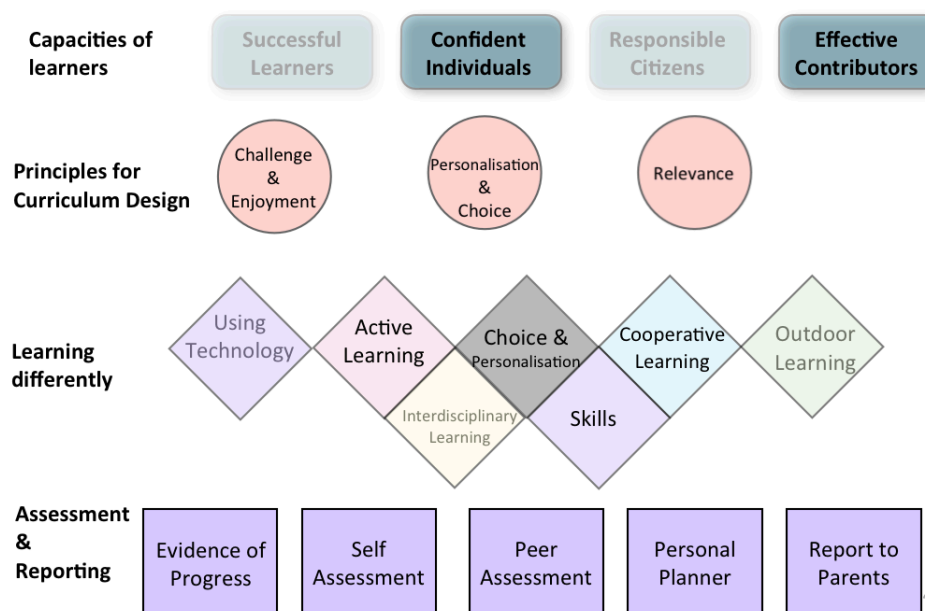 Capacities of
learners
Successful
Learners
Confident
Individuals
Responsible
Citizens
Effective
Contributors
Principles for
Curriculum Design
Challenge
&
Enjoyment
Personalisation
&
Choice
Relevance
Learning
differently
Using
Technology
Active
Learning
Choice &
Personalisation
Cooperative
Learning
Outdoor
Learning
Interdisciplinary
Learning
Skills
Assessment
&
Reporting
Evidence of
Progress
Self
Assessment
Peer
Assessment
Personal
Planner
Report to
Parents